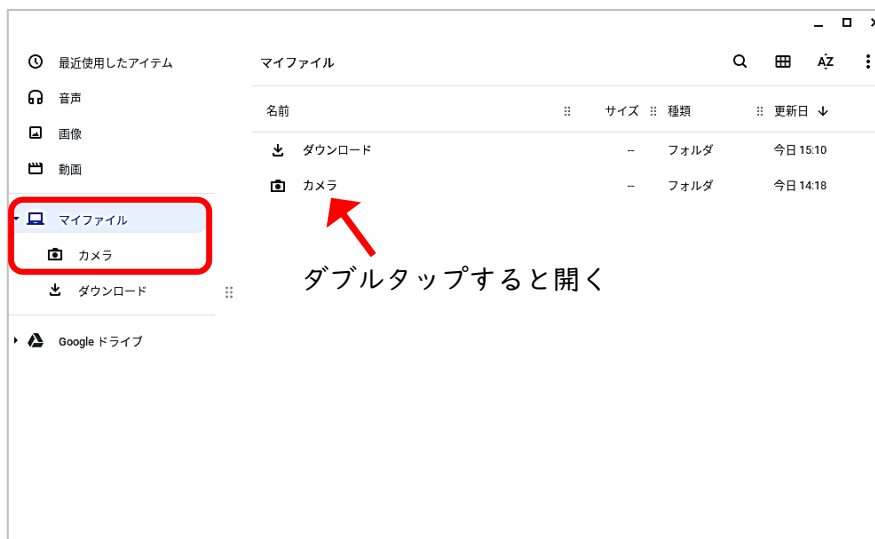 最近使用したアイテム
音声
画像
動画
マイファイル
カメラ
ダウンロード
Google ドライブ
マイファイル
AZ
名前 サイズ 種類 更新日
ダウンロード -- フォルダ 今日 15:10
カメラ -- フォルダ 今日 14:18
ダブルタップすると開く